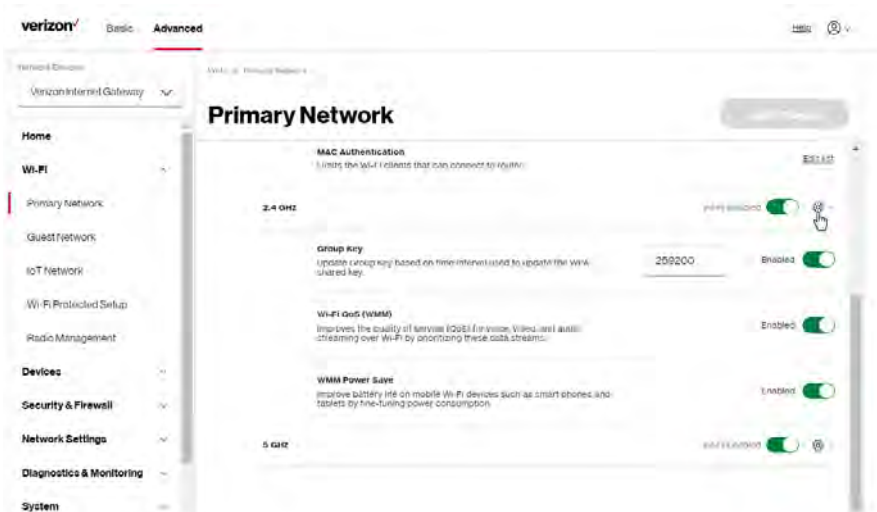 verizon
Basic
Advanced
Help
Verizon Internet Gateway
Primary Network
Home
MAC Authentication
Limits the Wi-Fi clients that can connect to router.
Edit List
Wi-Fi
Primary Network
2.4 GHZ
Guest Network
Group Key
Update Group Key based on time interval used to update the WPA
shared key.
259200
Enabled
IoT Network
Wi-Fi Protected Setup
Wi-Fi QoS (WMM)
Improves the quality of service (QoS) for voice, video, and audio
streaming over Wi-Fi by prioritizing these data streams.
Enabled
Radio Management
Devices
WMM Power Save
Improve battery life on mobile Wi-Fi devices such as smart phones and
tablets by fine-tuning power consumption.
Enabled
Security & Firewall
Network Settings
5 GHZ
Diagnostics & Monitoring
System